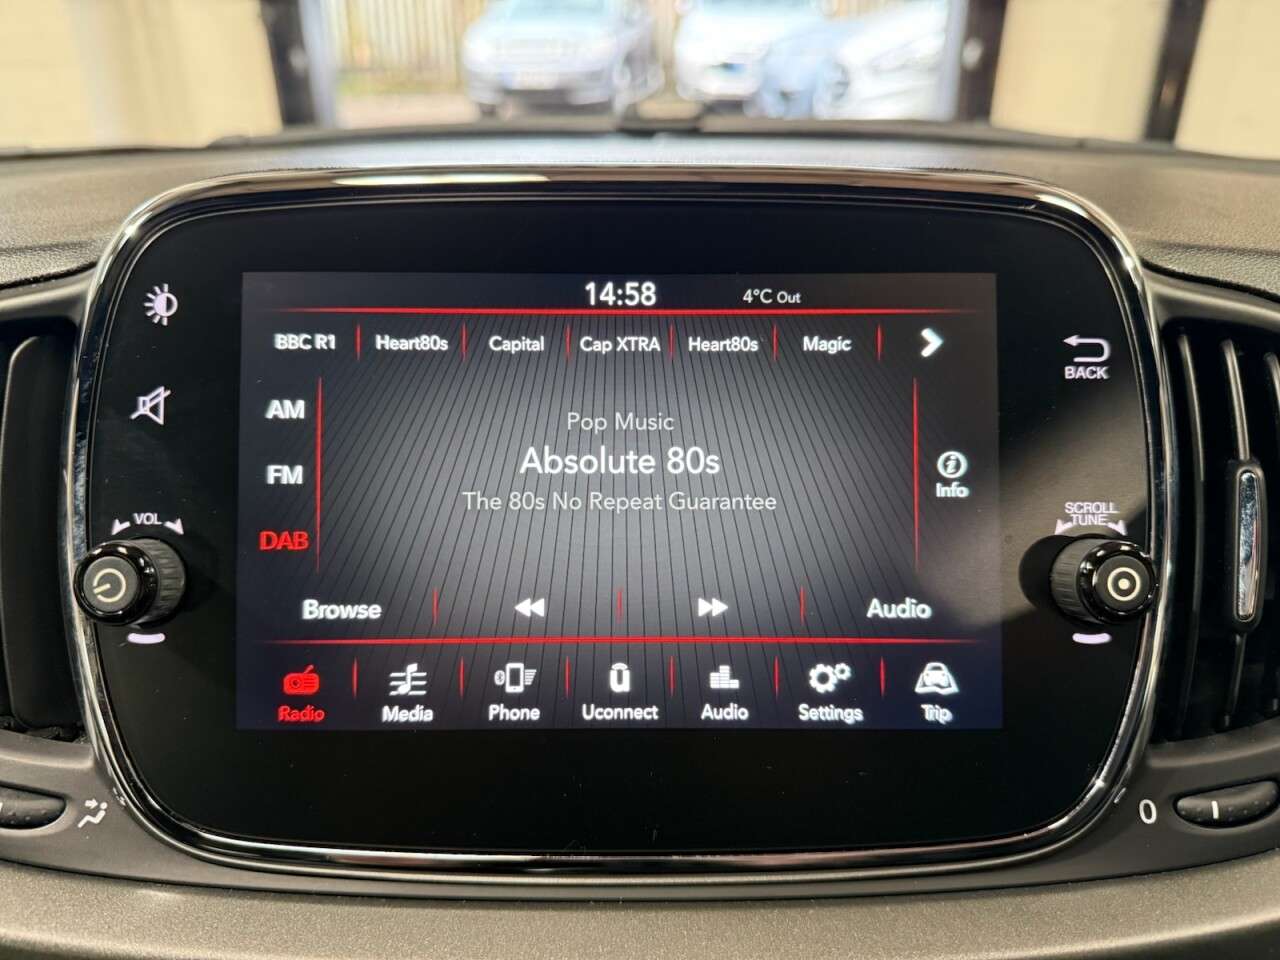 14:58 4°C Out
BBC R1 Heart80s Capital Cap XTRA Heart80s Magic
BACK
AM
Pop Music
Absolute 80s
FM
Info
The 80s No Repeat Guarantee
VOL
SCROLL
TUNE
DAB
Browse Audio
Radio Media Phone Uconnect Audio Settings Trip
0